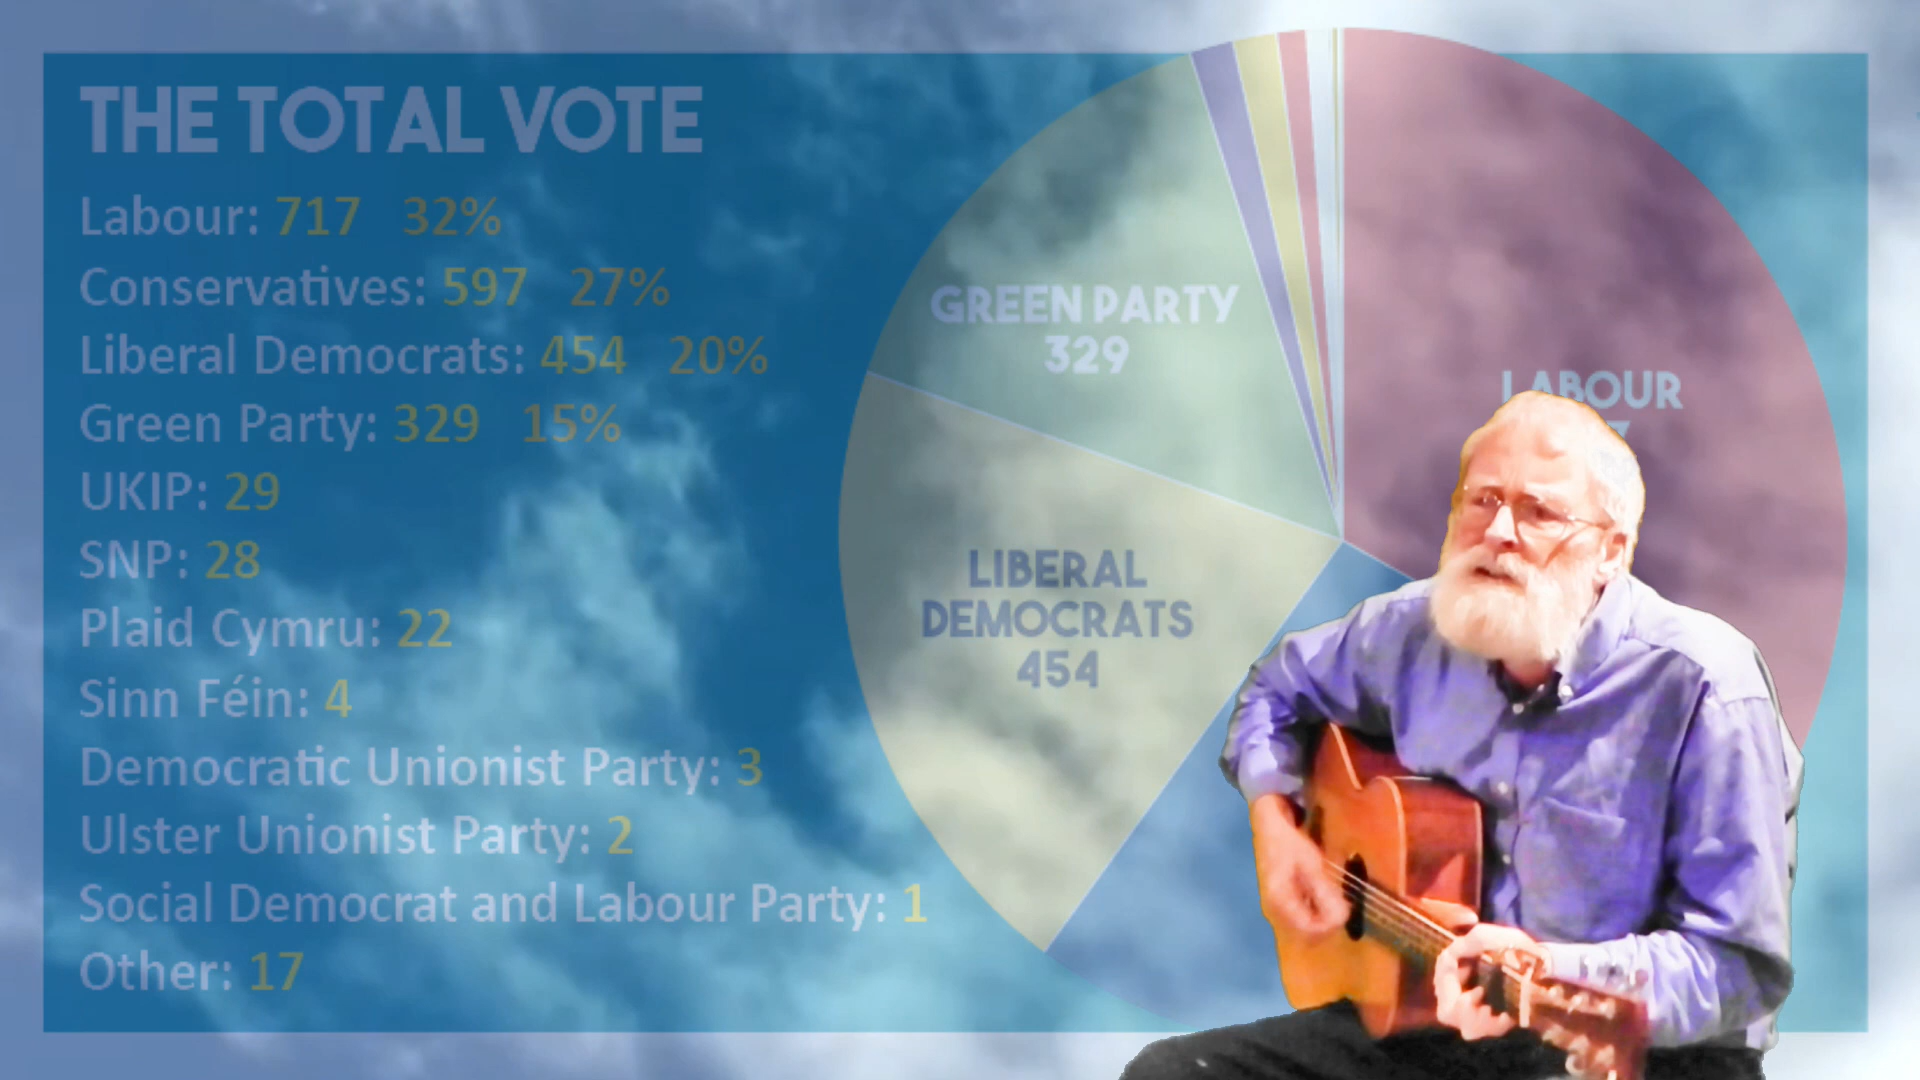 THE TOTAL VOTE
Labour: 717 32%
Conservatives: 597 27%
Liberal Democrats: 454 20%
Green Party: 329 15%
UKIP: 29
SNP: 28
Plaid Cymru: 22
Sinn Féin: 4
Democratic Unionist Party: 3
Ulster Unionist Party: 2
Social Democrat and Labour Party: 1
Other: 17
GREEN PARTY
329
LABOUR
LIBERAL
DEMOCRATS
454